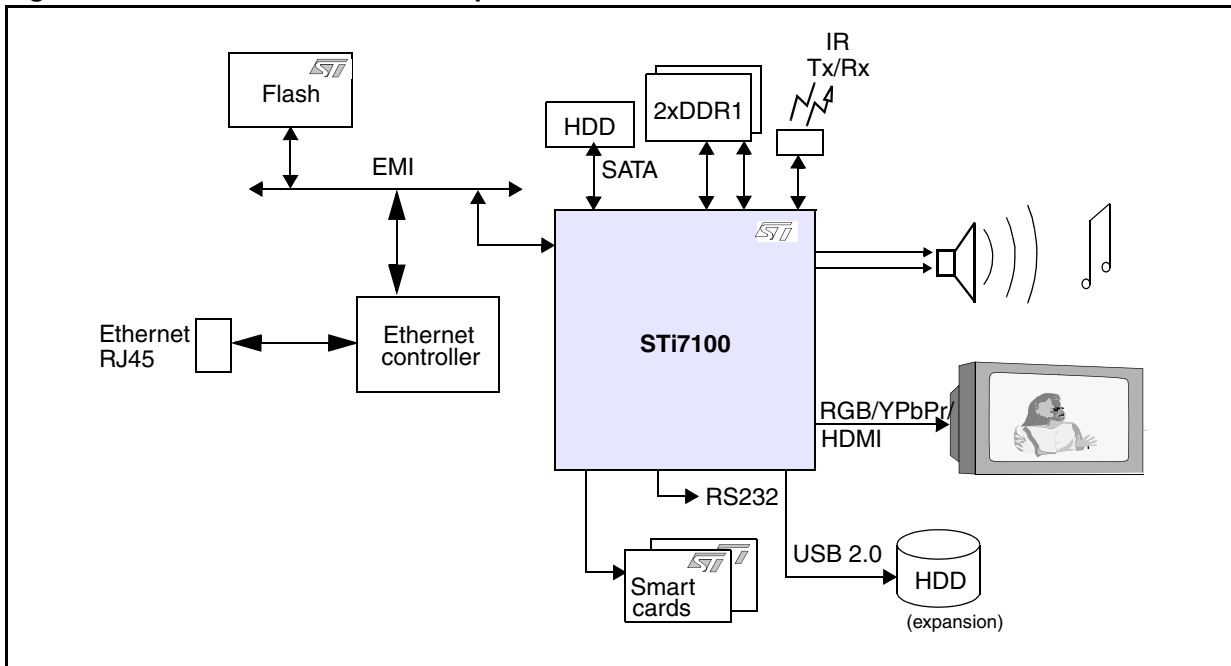 IR
Tx/Rx
Flash
HDD
2xDDR1
EMI
SATA
STi7100
Ethernet
RJ45
Ethernet
controller
RGB/YPbPr/
HDMI
RS232
USB 2.0
Smart
cards
HDD
(expansion)